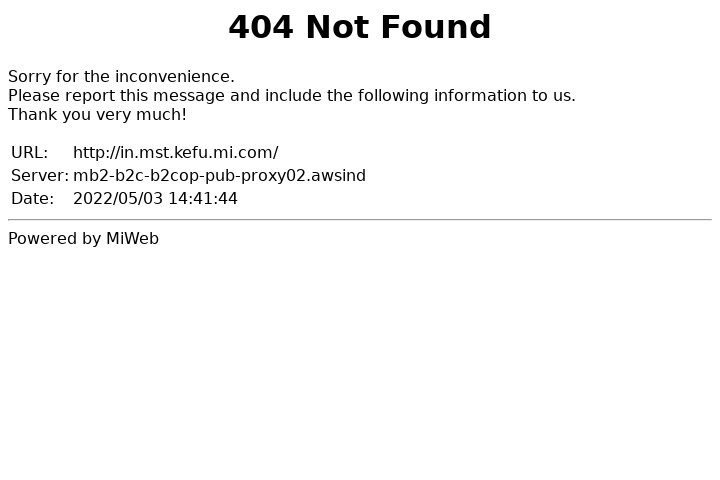 404 Not Found
Sorry for the inconvenience.
Please report this message and include the following information to us.
Thank you very much!
URL: http://in.mst.kefu.mi.com/
Server: mb2-b2c-b2cop-pub-proxy02.awsind
Date: 2022/05/03 14:41:44
Powered by MiWeb